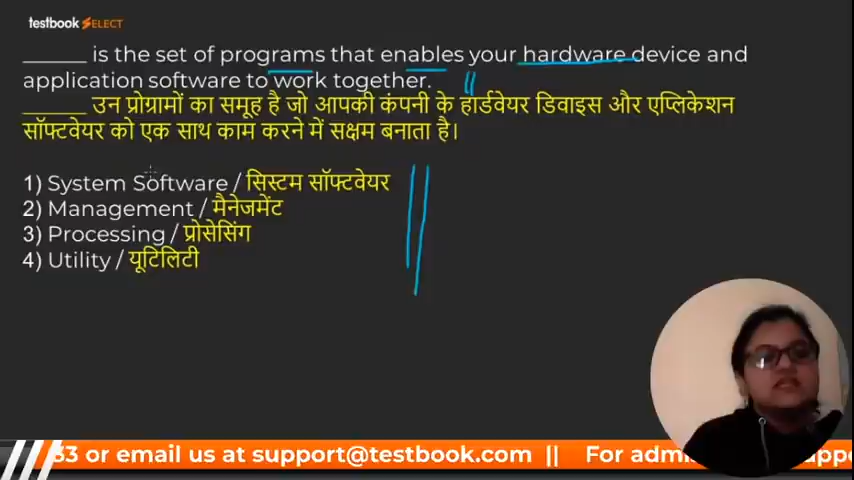 testbook SELECT
______ is the set of programs that enables your hardware device and
application software to work together.
______ उन प्रोग्रामों का समूह है जो आपकी कंपनी के हार्डवेयर डिवाइस और एप्लिकेशन
सॉफ्टवेयर को एक साथ काम करने में सक्षम बनाता है।
1) System Software / सिस्टम सॉफ्टवेयर
2) Management / मैनेजमेंट
3) Processing / प्रोसेसिंग
4) Utility / यूटिलिटी
33 or email us at support@testbook.com || For